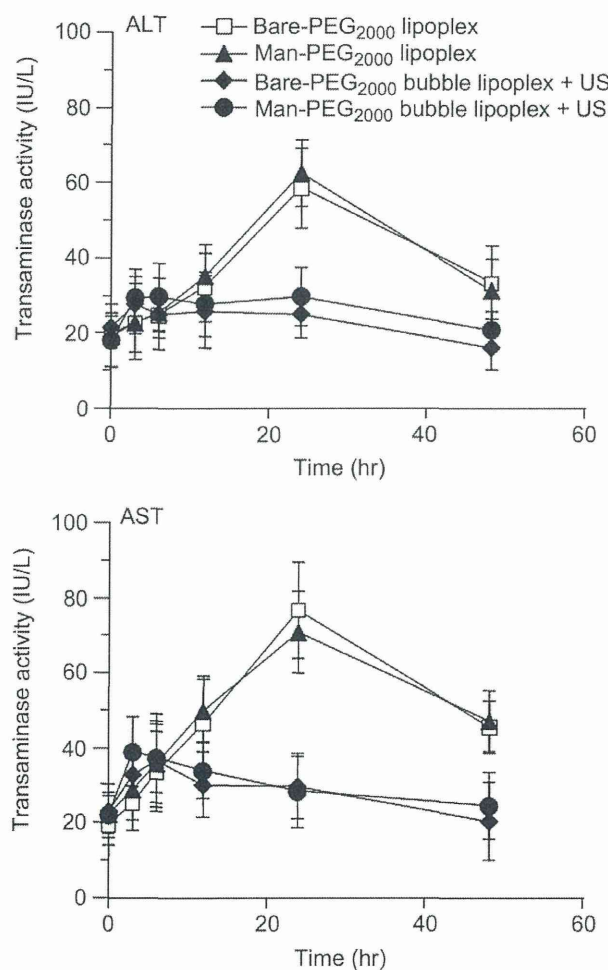 ALT
Bare-PEG2000 lipoplex
Man-PEG2000 lipoplex
Bare-PEG2000 bubble lipoplex + US
Man-PEG2000 bubble lipoplex + US
Transaminase activity (IU/L)
100
80
60
40
20
0
0 20 40 60
Time (hr)
AST
Transaminase activity (IU/L)
100
80
60
40
20
0
0 20 40 60
Time (hr)